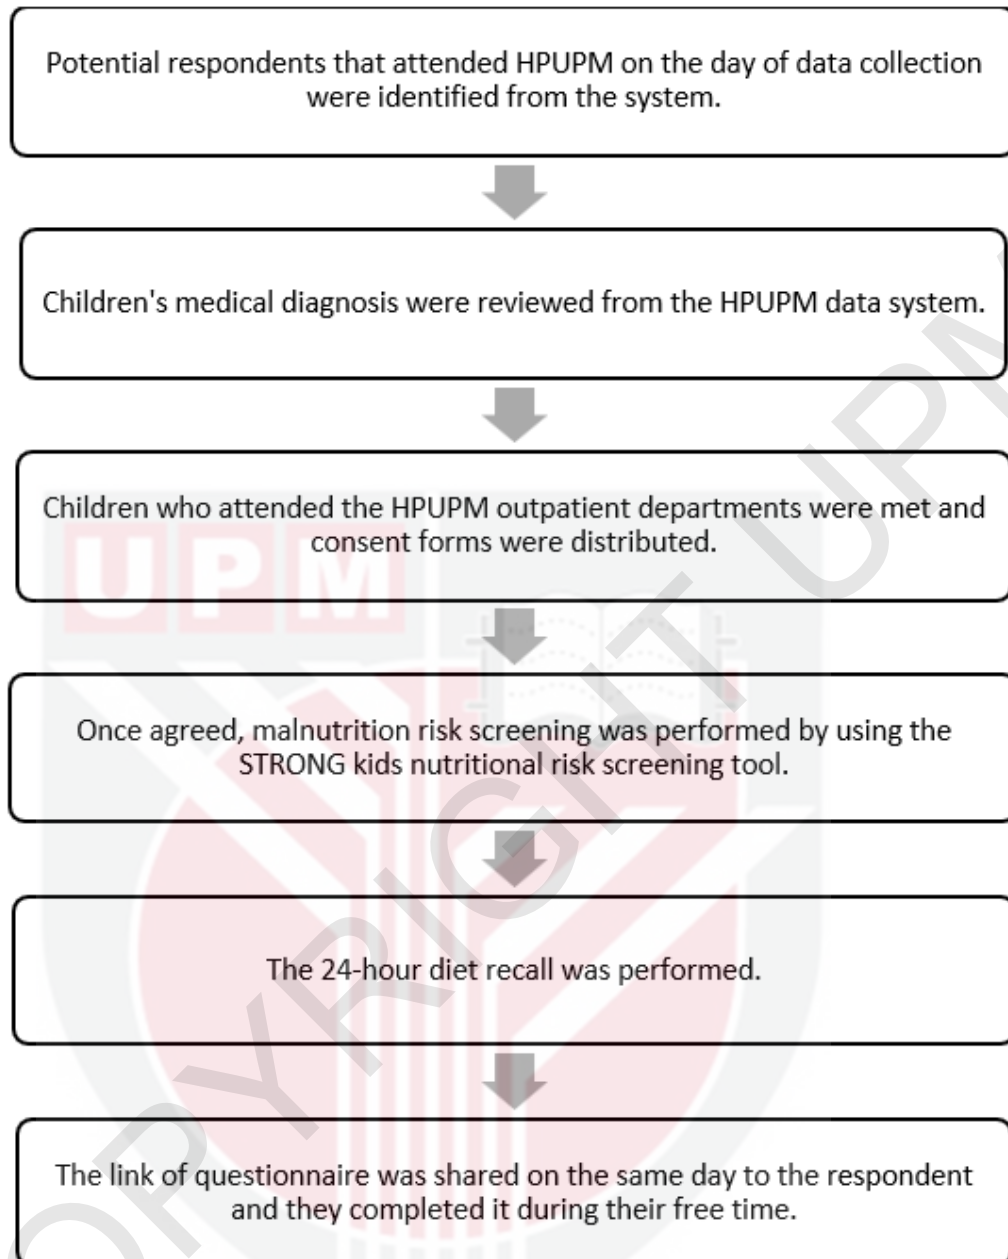 Potential respondents that attended HPUPM on the day of data collection
were identified from the system.
Children's medical diagnosis were reviewed from the HPUPM data system.
Children who attended the HPUPM outpatient departments were met and
consent forms were distributed.
UPM
Once agreed, malnutrition risk screening was performed by using the
STRONG kids nutritional risk screening tool.
The 24-hour diet recall was performed.
The link of questionnaire was shared on the same day to the respondent
and they completed it during their free time.
OPYRIGHT UPM